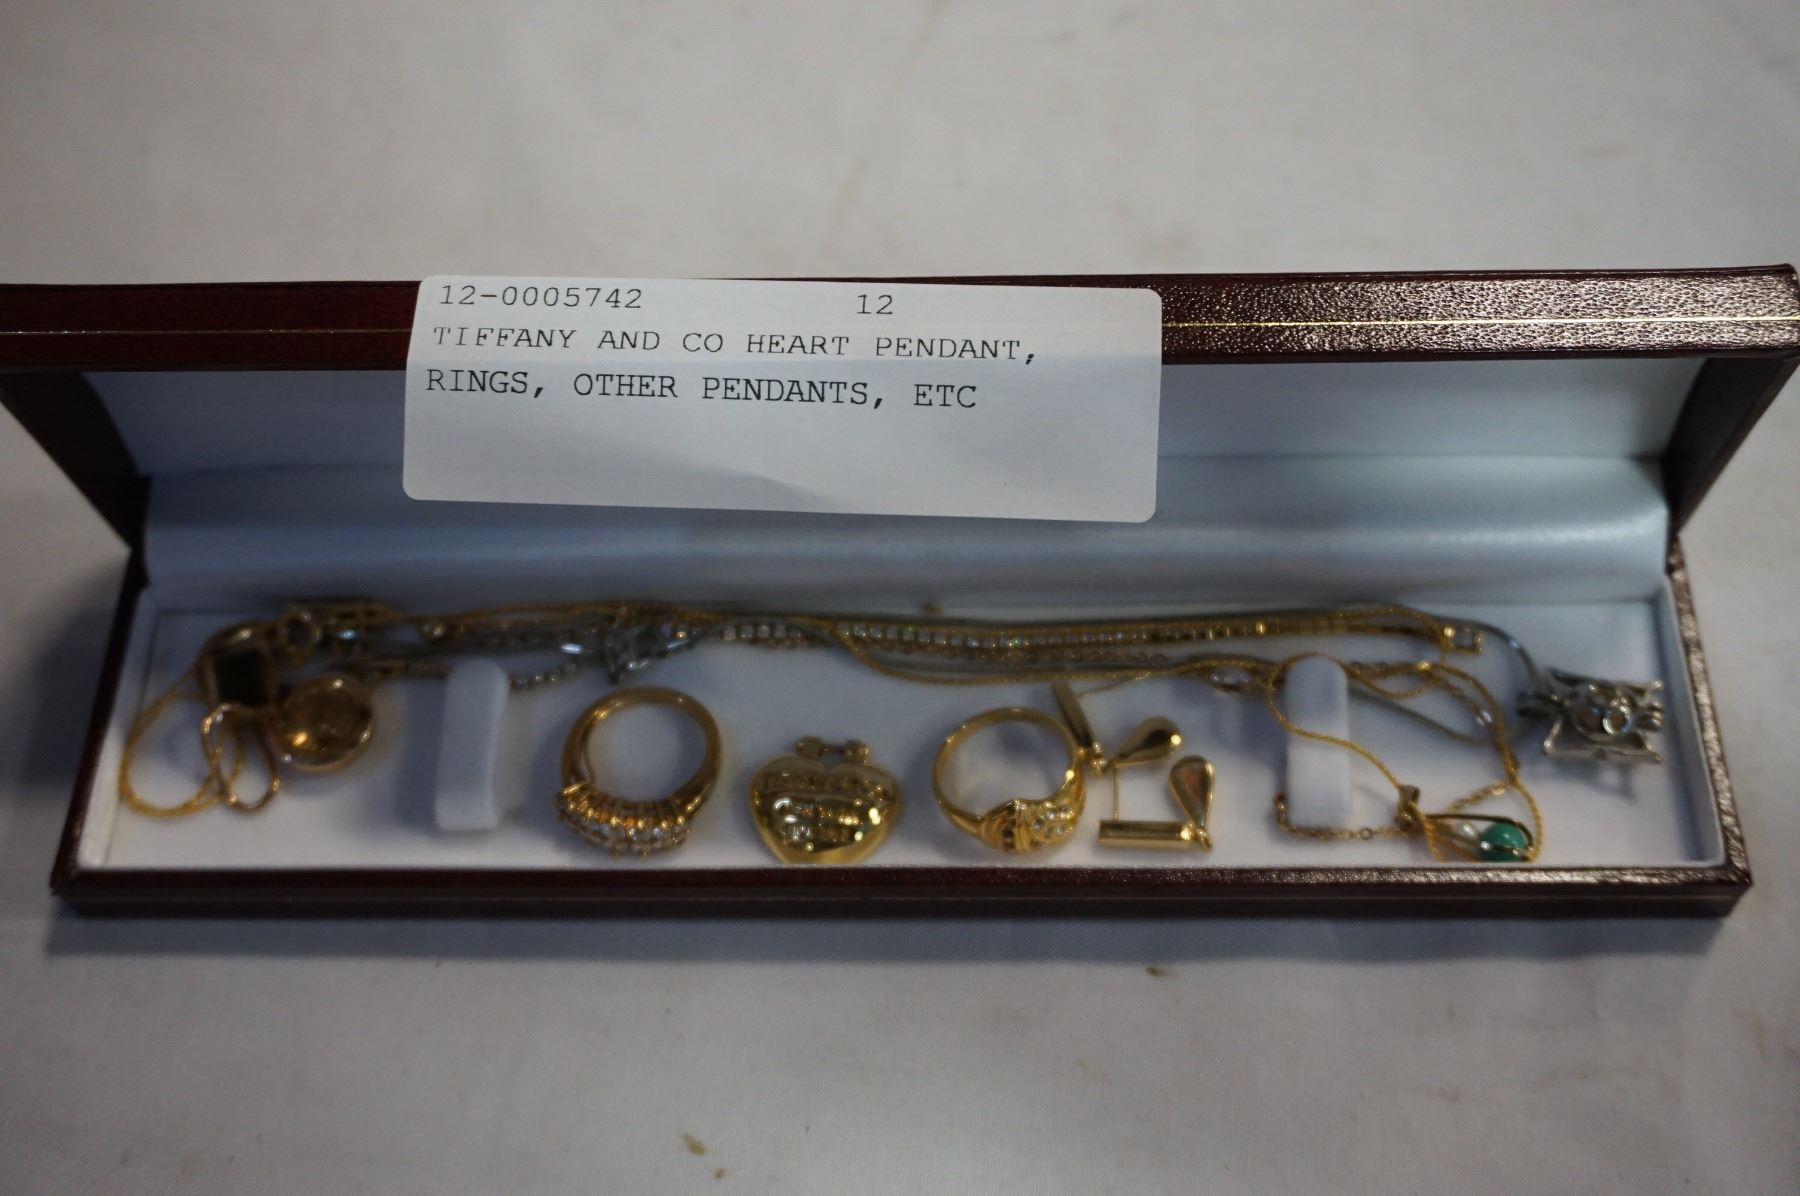 12-0005742 12
TIFFANY AND CO HEART PENDANT,
RINGS, OTHER PENDANTS, ETC